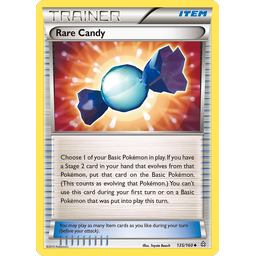 TRAINER ITEM
Rare Candy
Choose 1 of your Basic Pokémon in play. If you have
a Stage 2 card in your hand that evolves from that
Pokémon, put that card on the Basic Pokémon.
(This counts as evolving that Pokémon.) You can't use
this card during your first turn or on a Basic
Pokémon that was put into play this turn.
You may play as many Item cards as you like during your turn
(before your attack).
Illus. Toyste Beach
135/160